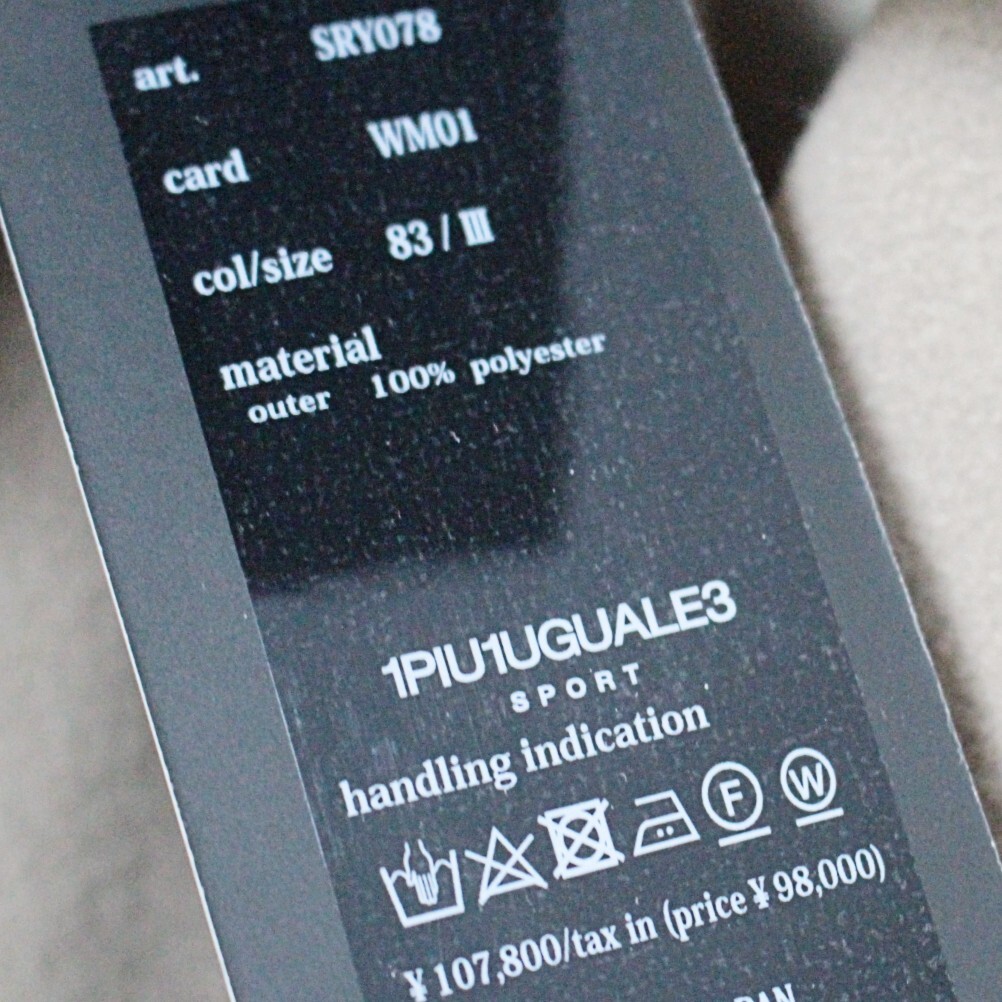 art. SRY078
card WM01
col/size 83 / III
material
outer 100% polyester
1PIU1UGUALE3
SPORT
handling indication
F W
¥ 107,800/tax in (price ¥ 98,000)